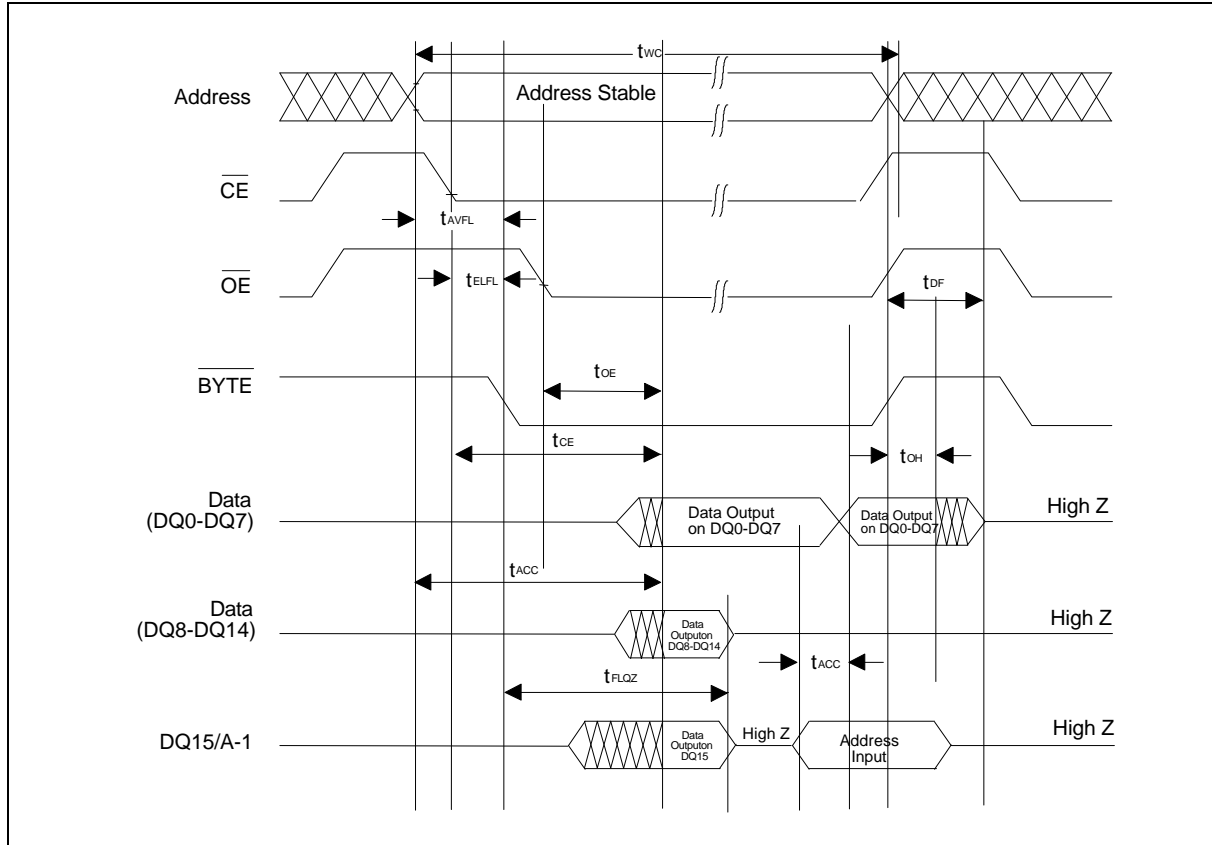 tWC
Address
Address Stable
CE
tAVFL
OE
tELFL
tDF
BYTE
tOE
tCE
tOH
Data
(DQ0-DQ7)
Data Output
on DQ0-DQ7
Data Output
on DQ0-DQ7
High Z
tACC
Data
(DQ8-DQ14)
Data
Outputon
DQ8-DQ14
High Z
tACC
tFLQZ
DQ15/A-1
Data
Outputon
DQ15
High Z
Address
Input
High Z